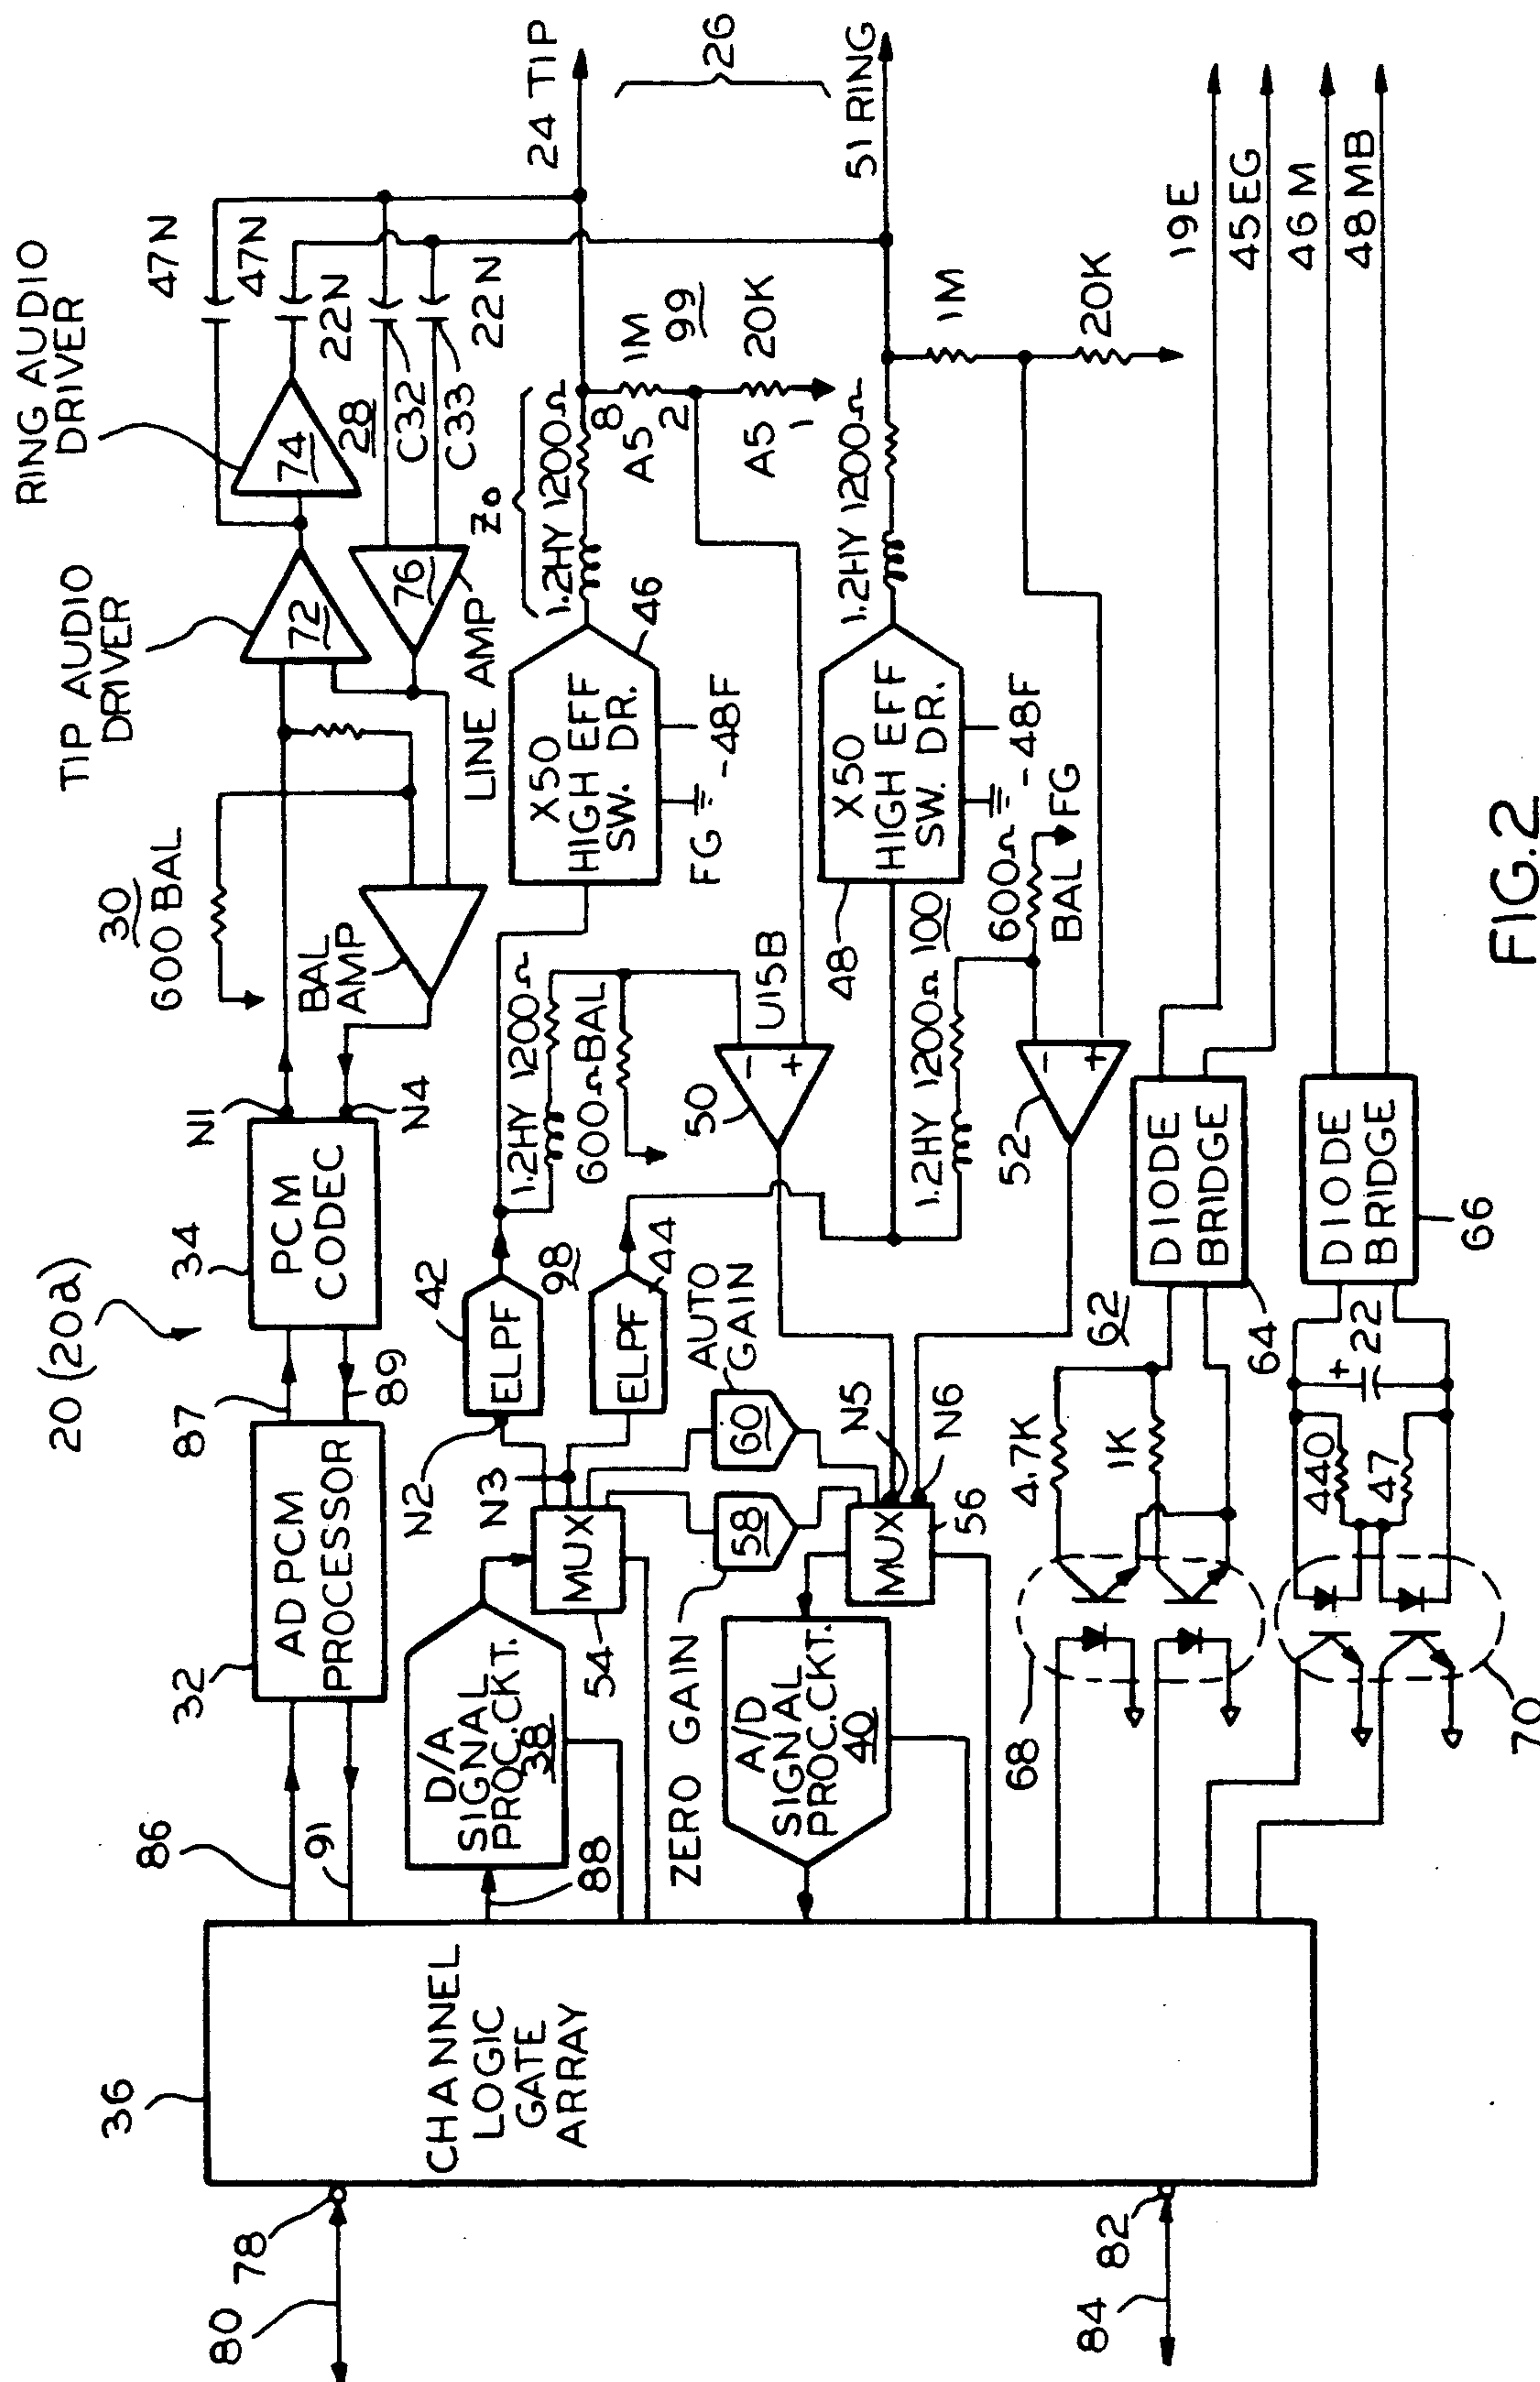 20 (20a)
80
78
84
82
36
CHANNEL
LOGIC
GATE
ARRAY
86
91
88
32
ADPCM
PROCESSOR
87
89
34
PCM
CODEC
N1
N4
30
600 BAL
BAL
AMP
TIP AUDIO
DRIVER
72
RING AUDIO
DRIVER
74
28
76
LINE AMP
47N
47N
22N
C32
C33
22N
24 TIP
26
51 RING
D/A
SIGNAL
PROC.CKT.
38
MUX
54
N2
N3
42
ELPF
98
ELPF
44
1.2HY 1200Ω
600Ω BAL
X50
HIGH EFF
SW. DR.
46
FG
-48F
Zo
1.2HY 1200Ω
8
A5
2
1M
99
A5
1
20K
U15B
50
-
+
ZERO GAIN
58
AUTO
GAIN
60
A/D
SIGNAL
PROC.CKT.
40
MUX
56
N5
N6
48
X50
HIGH EFF
SW. DR.
-48F
1.2HY 1200Ω
1M
20K
1.2HY 1200Ω
100
600Ω
BAL
FG
52
-
+
68
4.7K
1K
62
DIODE
BRIDGE
64
19E
45EG
70
440
47
+
22
DIODE
BRIDGE
66
46M
48MB
FIG.2